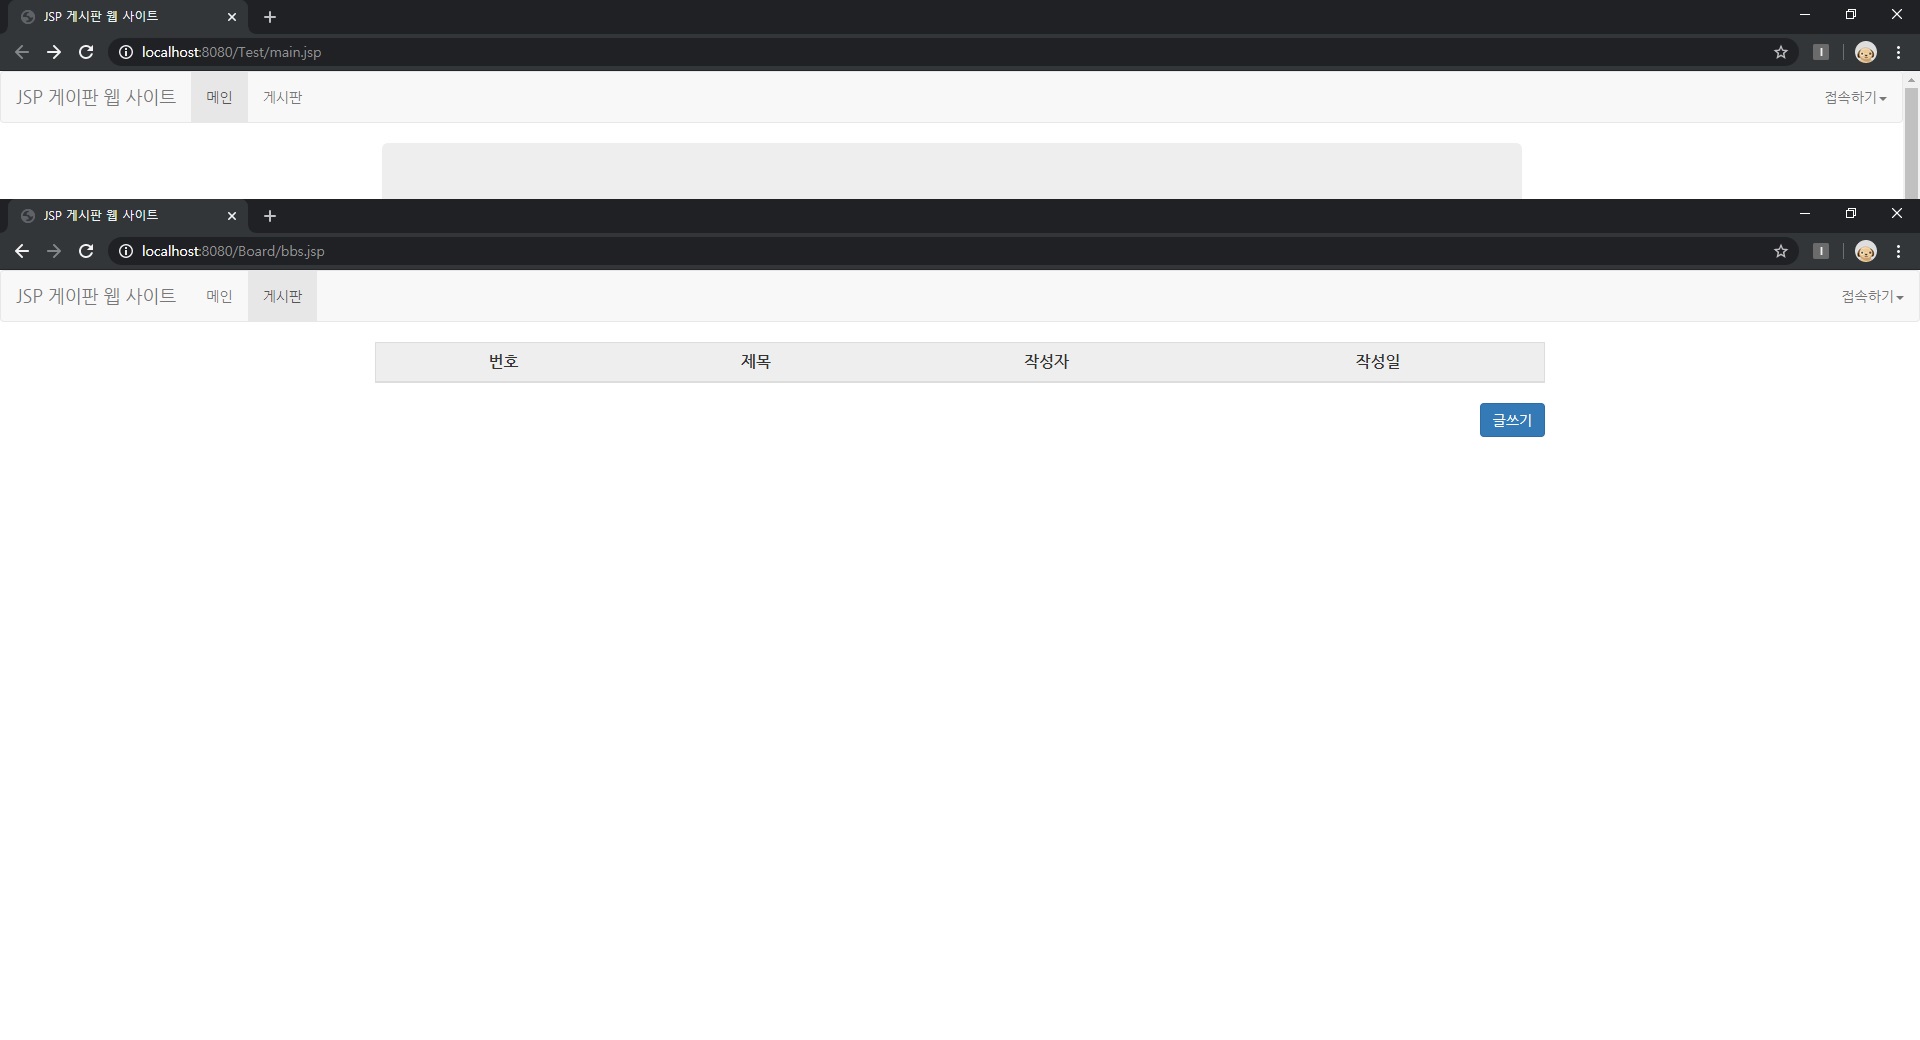 JSP 게시판 웹 사이트
localhost:8080/Test/main.jsp
JSP 게이판 웹 사이트 메인 게시판 접속하기
JSP 게시판 웹 사이트
localhost:8080/Board/bbs.jsp
JSP 게이판 웹 사이트 메인 게시판 접속하기
번호 제목 작성자 작성일
글쓰기